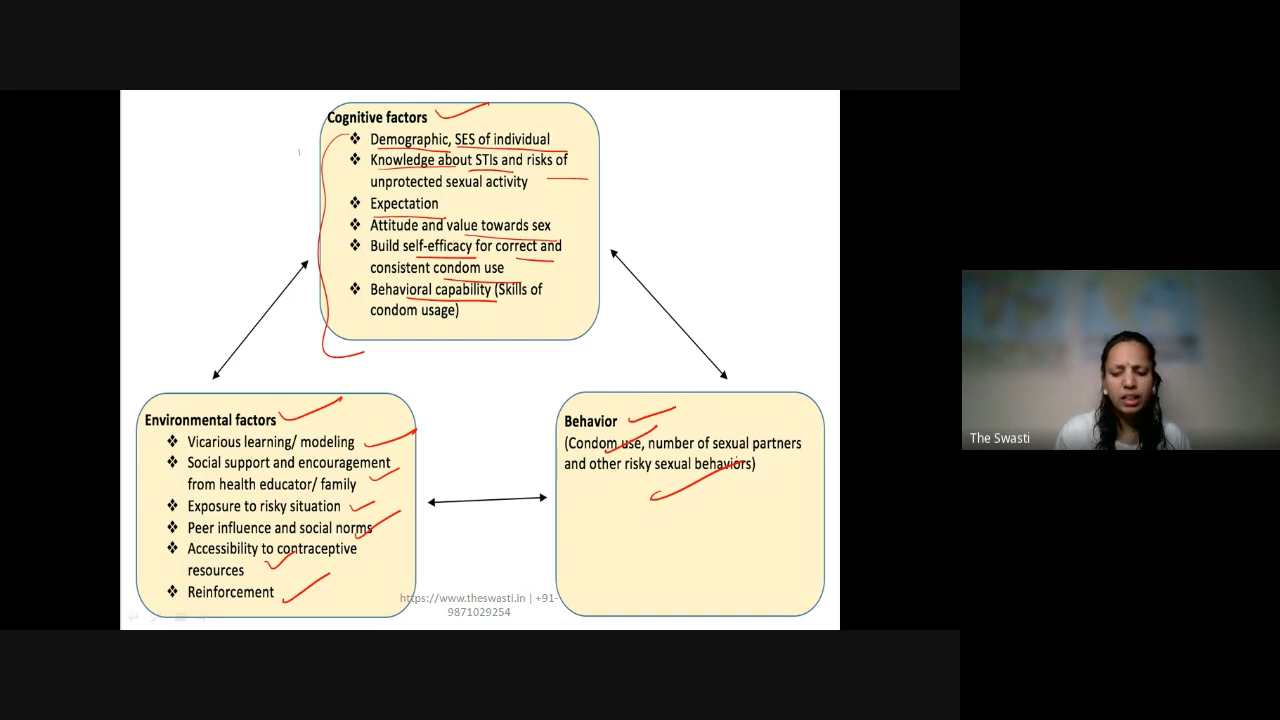 Cognitive factors
❖ Demographic, SES of individual
❖ Knowledge about STIs and risks of
unprotected sexual activity
❖ Expectation
❖ Attitude and value towards sex
❖ Build self-efficacy for correct and
consistent condom use
❖ Behavioral capability (Skills of
condom usage)
Environmental factors
❖ Vicarious learning/ modeling
❖ Social support and encouragement
from health educator/ family
❖ Exposure to risky situation
❖ Peer influence and social norms
❖ Accessibility to contraceptive
resources
❖ Reinforcement
Behavior
(Condom use, number of sexual partners
and other risky sexual behaviors)
https://www.theswasti.in | +91-
9871029254
The Swasti